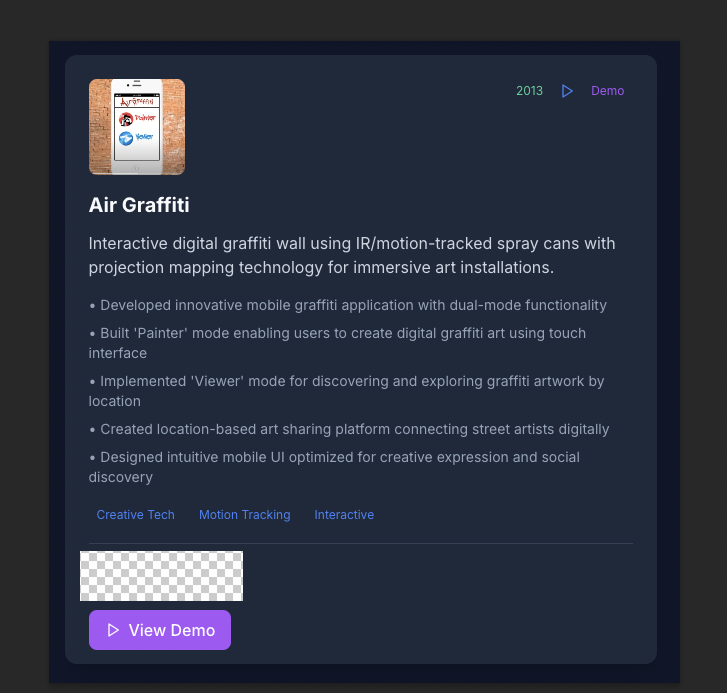 AirGraffiti
Painter
Viewer
2013
Demo
Air Graffiti
Interactive digital graffiti wall using IR/motion-tracked spray cans with
projection mapping technology for immersive art installations.
• Developed innovative mobile graffiti application with dual-mode functionality
• Built 'Painter' mode enabling users to create digital graffiti art using touch
interface
• Implemented 'Viewer' mode for discovering and exploring graffiti artwork by
location
• Created location-based art sharing platform connecting street artists digitally
• Designed intuitive mobile UI optimized for creative expression and social
discovery
Creative Tech Motion Tracking Interactive
View Demo